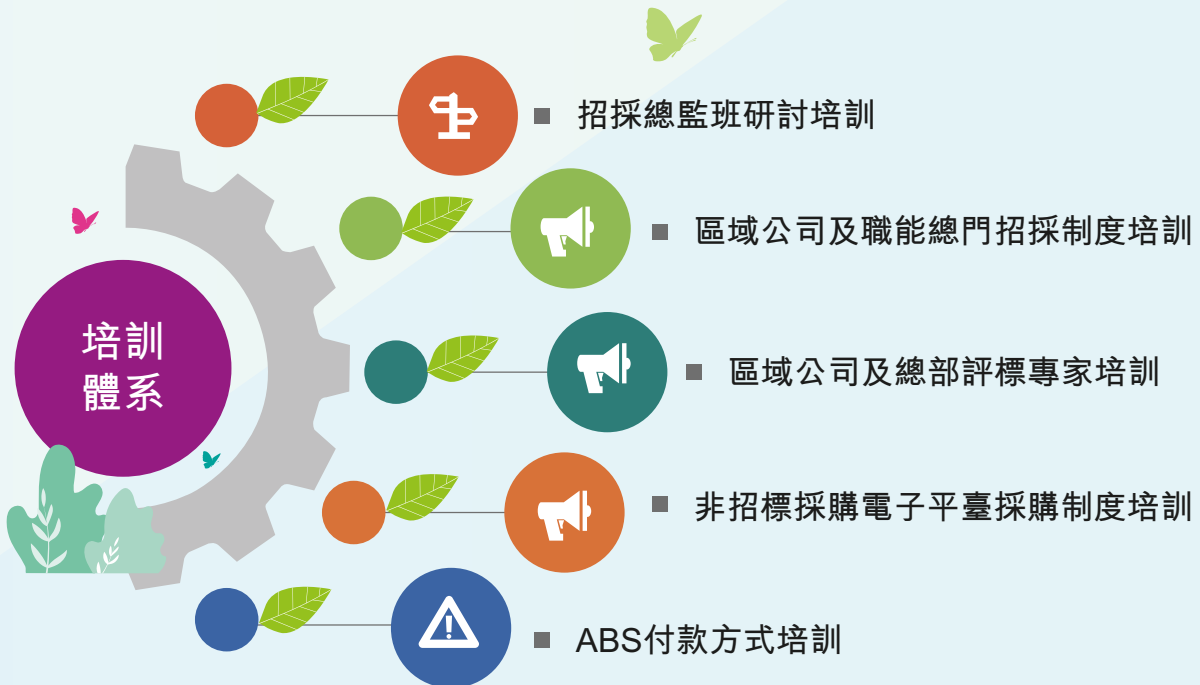 招採總監班研討培訓
區域公司及職能總門招採制度培訓
培訓
體系
區域公司及總部評標專家培訓
非招標採購電子平臺採購制度培訓
ABS付款方式培訓